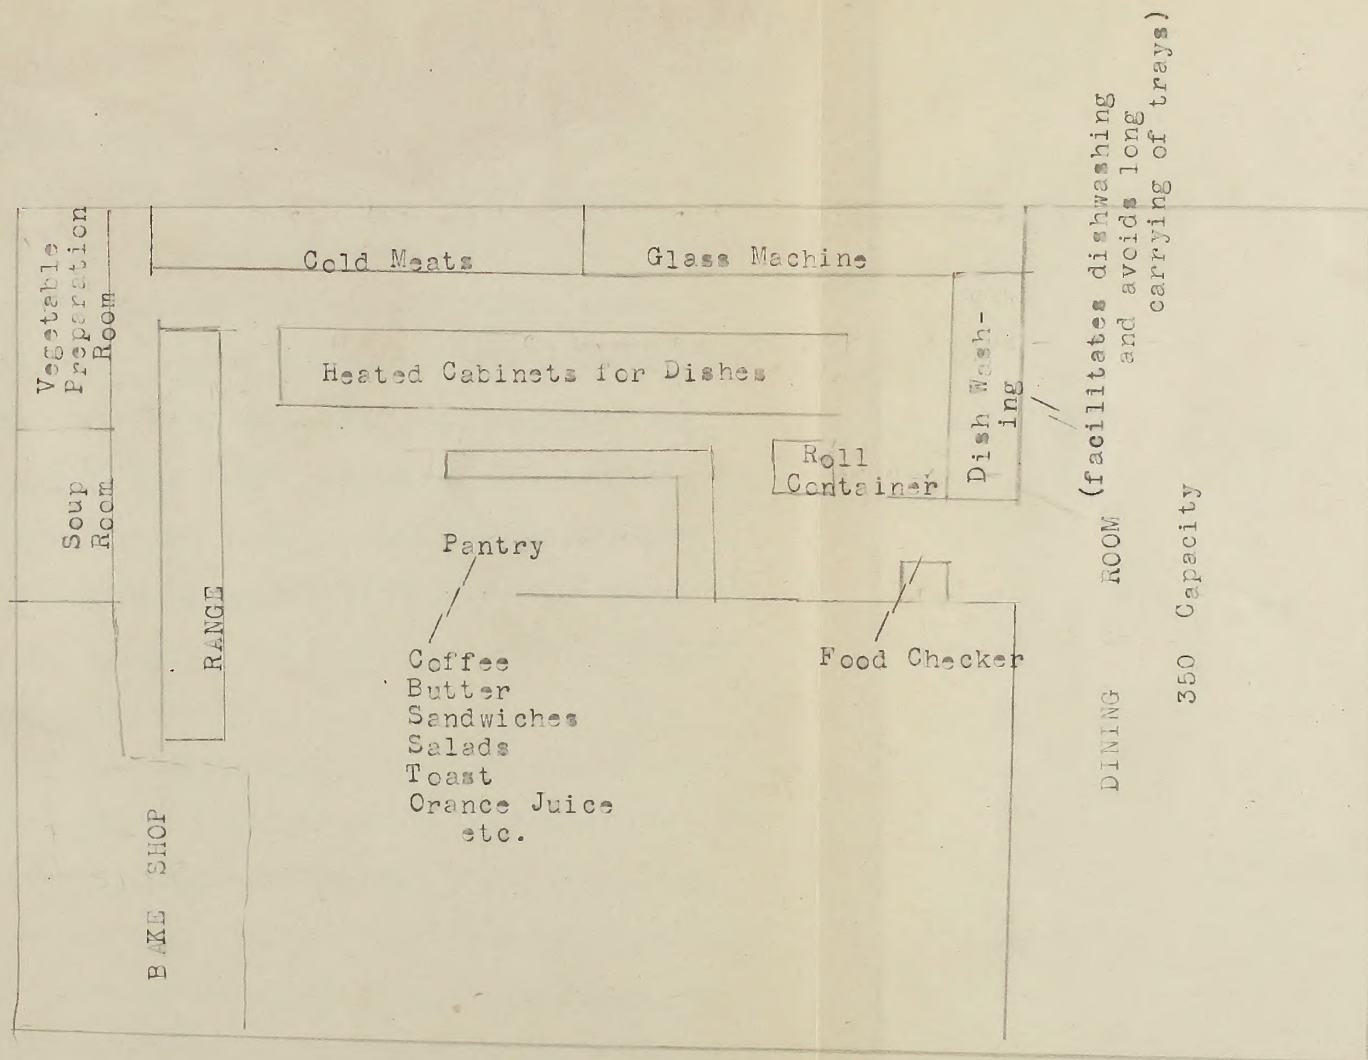 Vegetable
Preparation
Room
Soup
Room
Cold Meats
Glass Machine
Heated Cabinets for Dishes
Dish Wash-
ing
Roll
Container
Pantry
RANGE
Coffee
Butter
Sandwiches
Salads
Toast
Orance Juice
etc.
Food Checker
BAKE SHOP
(facilitates dishwashing
and avoids long
carrying of trays)
DINING ROOM
350 Capacity